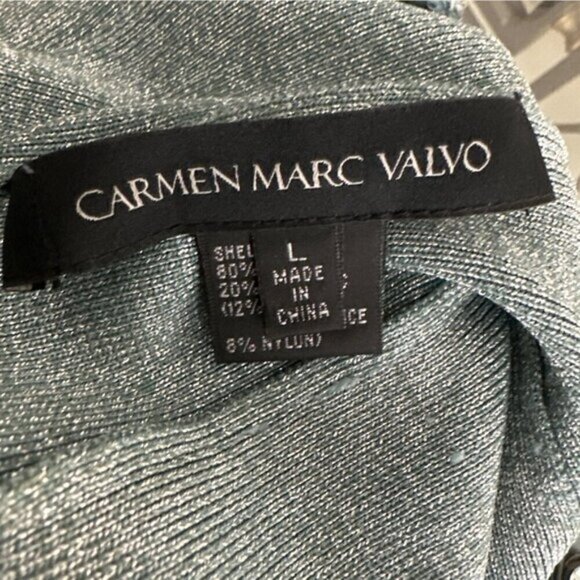 CARMEN MARC VALVO
L
MADE
IN
CHINA
80%
20%
8% NYLON)